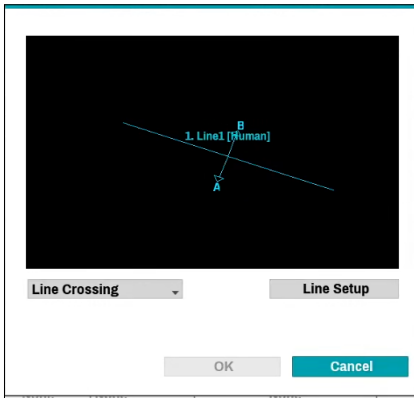 B
1. Line1 [Human]
A
Line Crossing
Line Setup
OK
Cancel